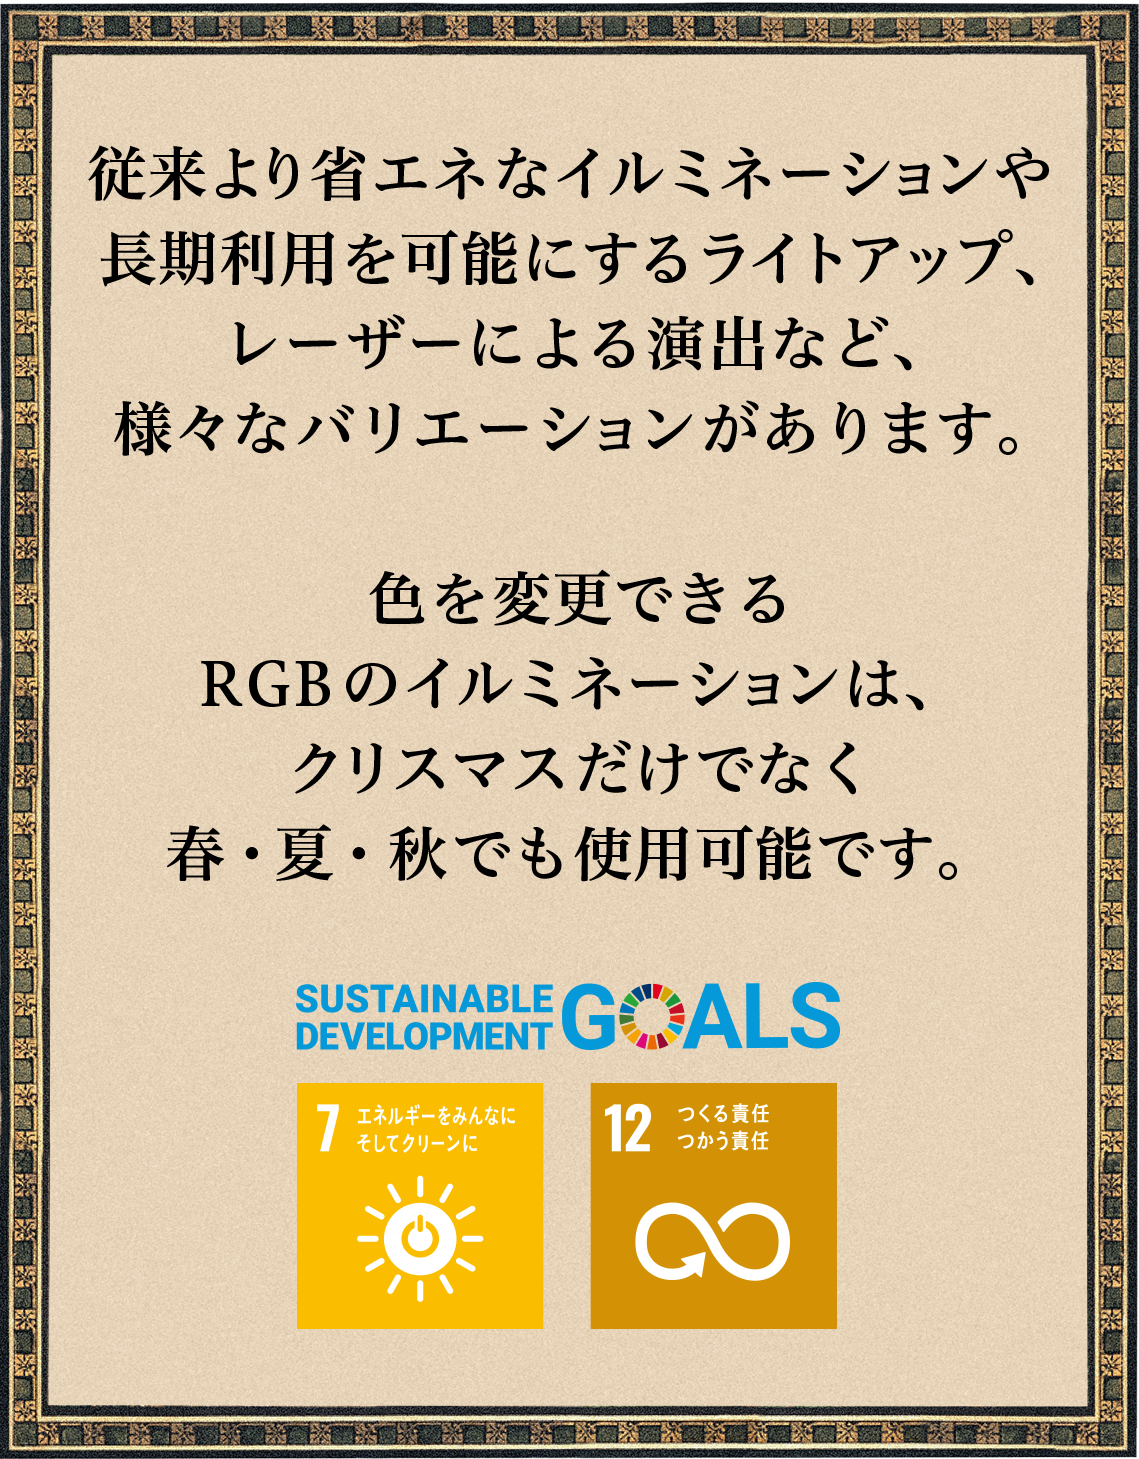 従来より省エネなイルミネーションや
長期利用を可能にするライトアップ、
レーザーによる演出など、
様々なバリエーションがあります。
色を変更できる
RGBのイルミネーションは、
クリスマスだけでなく
春・夏・秋でも使用可能です。
SUSTAINABLE
DEVELOPMENT
GOALS
7
エネルギーをみんなに
そしてクリーンに
12
つくる責任
つかう責任